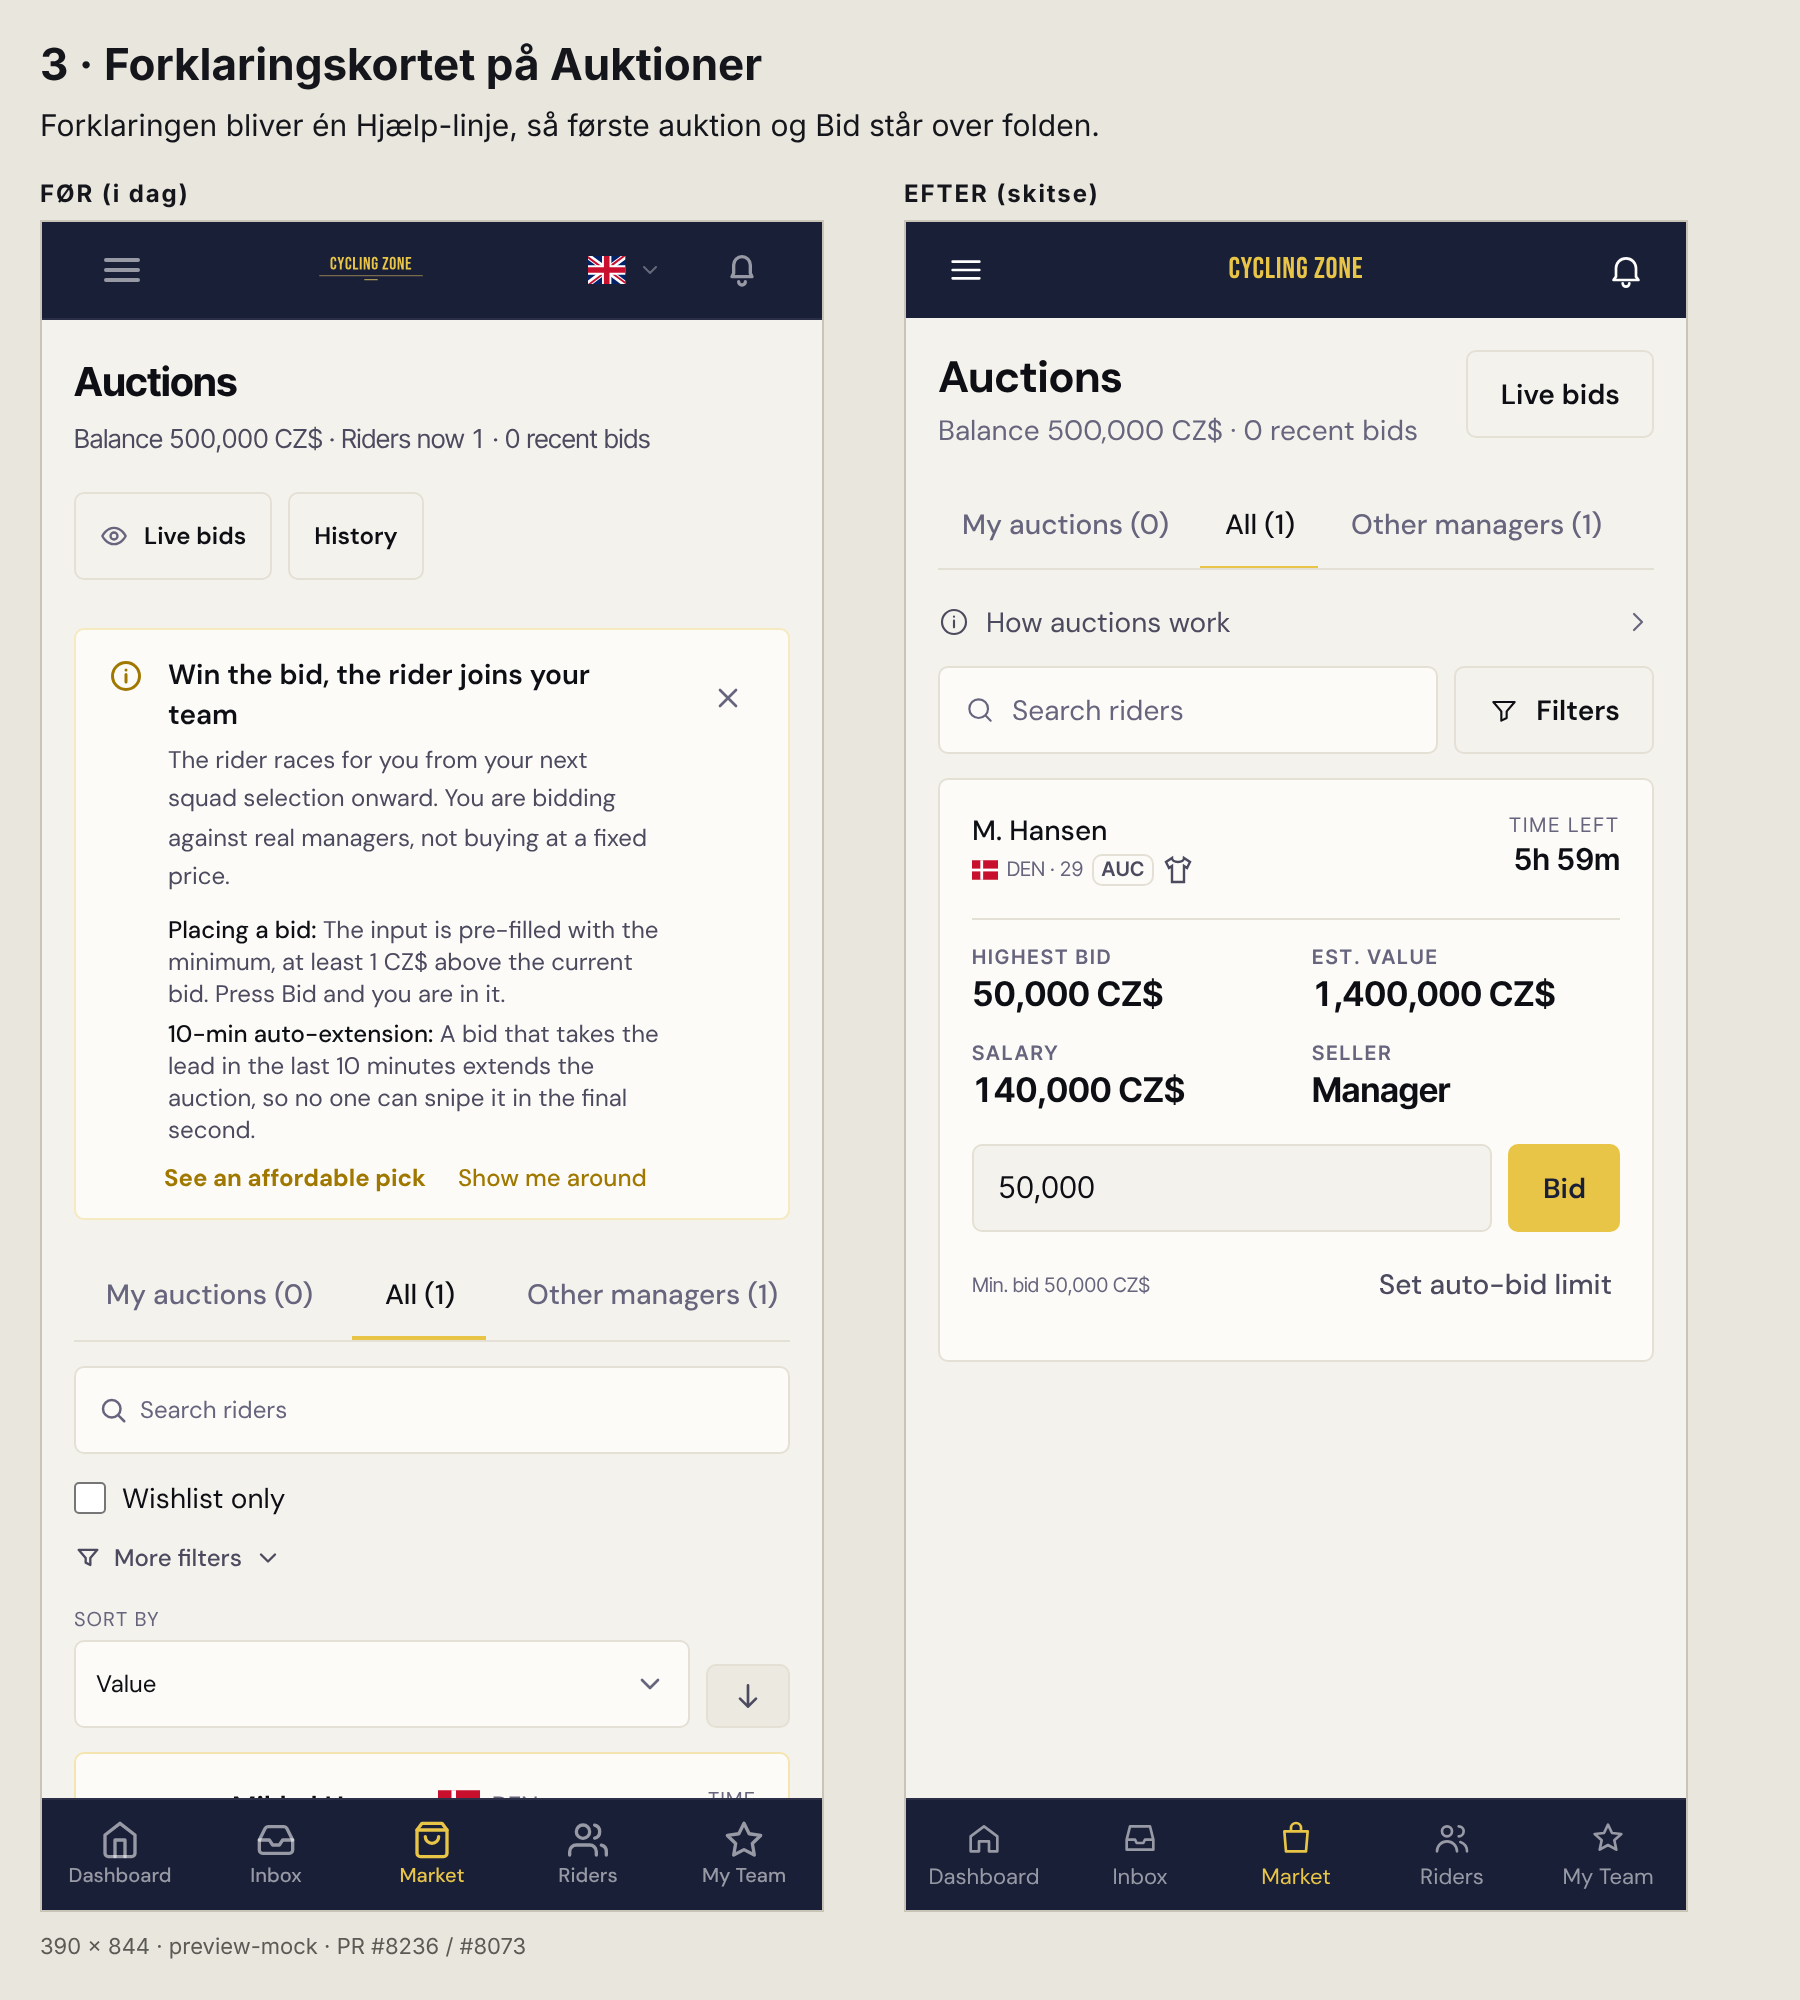 3 · Forklaringskortet på Auktioner
Forklaringen bliver én Hjælp-linje, så første auktion og Bid står over folden.
FØR (i dag)
CYCLING ZONE
Auctions
Balance 500,000 CZ$ · Riders now 1 · 0 recent bids
Live bids
History
Win the bid, the rider joins your
team
The rider races for you from your next
squad selection onward. You are bidding
against real managers, not buying at a fixed
price.
Placing a bid: The input is pre-filled with the
minimum, at least 1 CZ$ above the current
bid. Press Bid and you are in it.
10-min auto-extension: A bid that takes the
lead in the last 10 minutes extends the
auction, so no one can snipe it in the final
second.
See an affordable pick Show me around
My auctions (0) All (1) Other managers (1)
Search riders
Wishlist only
More filters
SORT BY
Value
Dashboard Inbox Market Riders My Team
EFTER (skitse)
CYCLING ZONE
Auctions
Balance 500,000 CZ$ · 0 recent bids
Live bids
My auctions (0) All (1) Other managers (1)
How auctions work
Search riders
Filters
M. Hansen
DEN · 29 AUC
TIME LEFT
5h 59m
HIGHEST BID
50,000 CZ$
EST. VALUE
1,400,000 CZ$
SALARY
140,000 CZ$
SELLER
Manager
50,000
Bid
Min. bid 50,000 CZ$
Set auto-bid limit
Dashboard Inbox Market Riders My Team
390 × 844 · preview-mock · PR #8236 / #8073